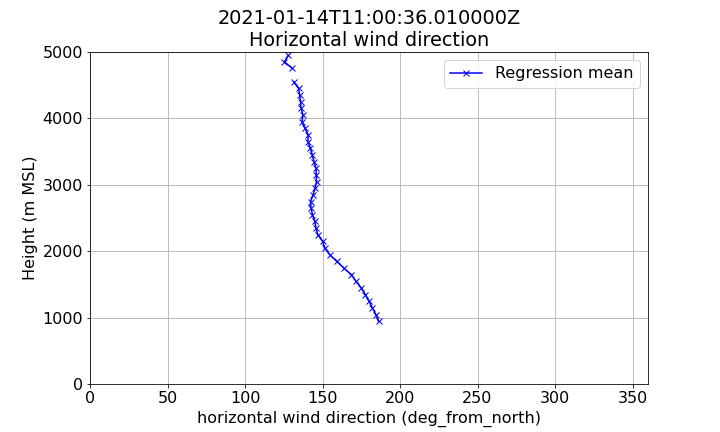 2021-01-14T11:00:36.010000Z
Horizontal wind direction
Regression mean
Height (m MSL)
5000
4000
3000
2000
1000
0
0 50 100 150 200 250 300 350
horizontal wind direction (deg_from_north)